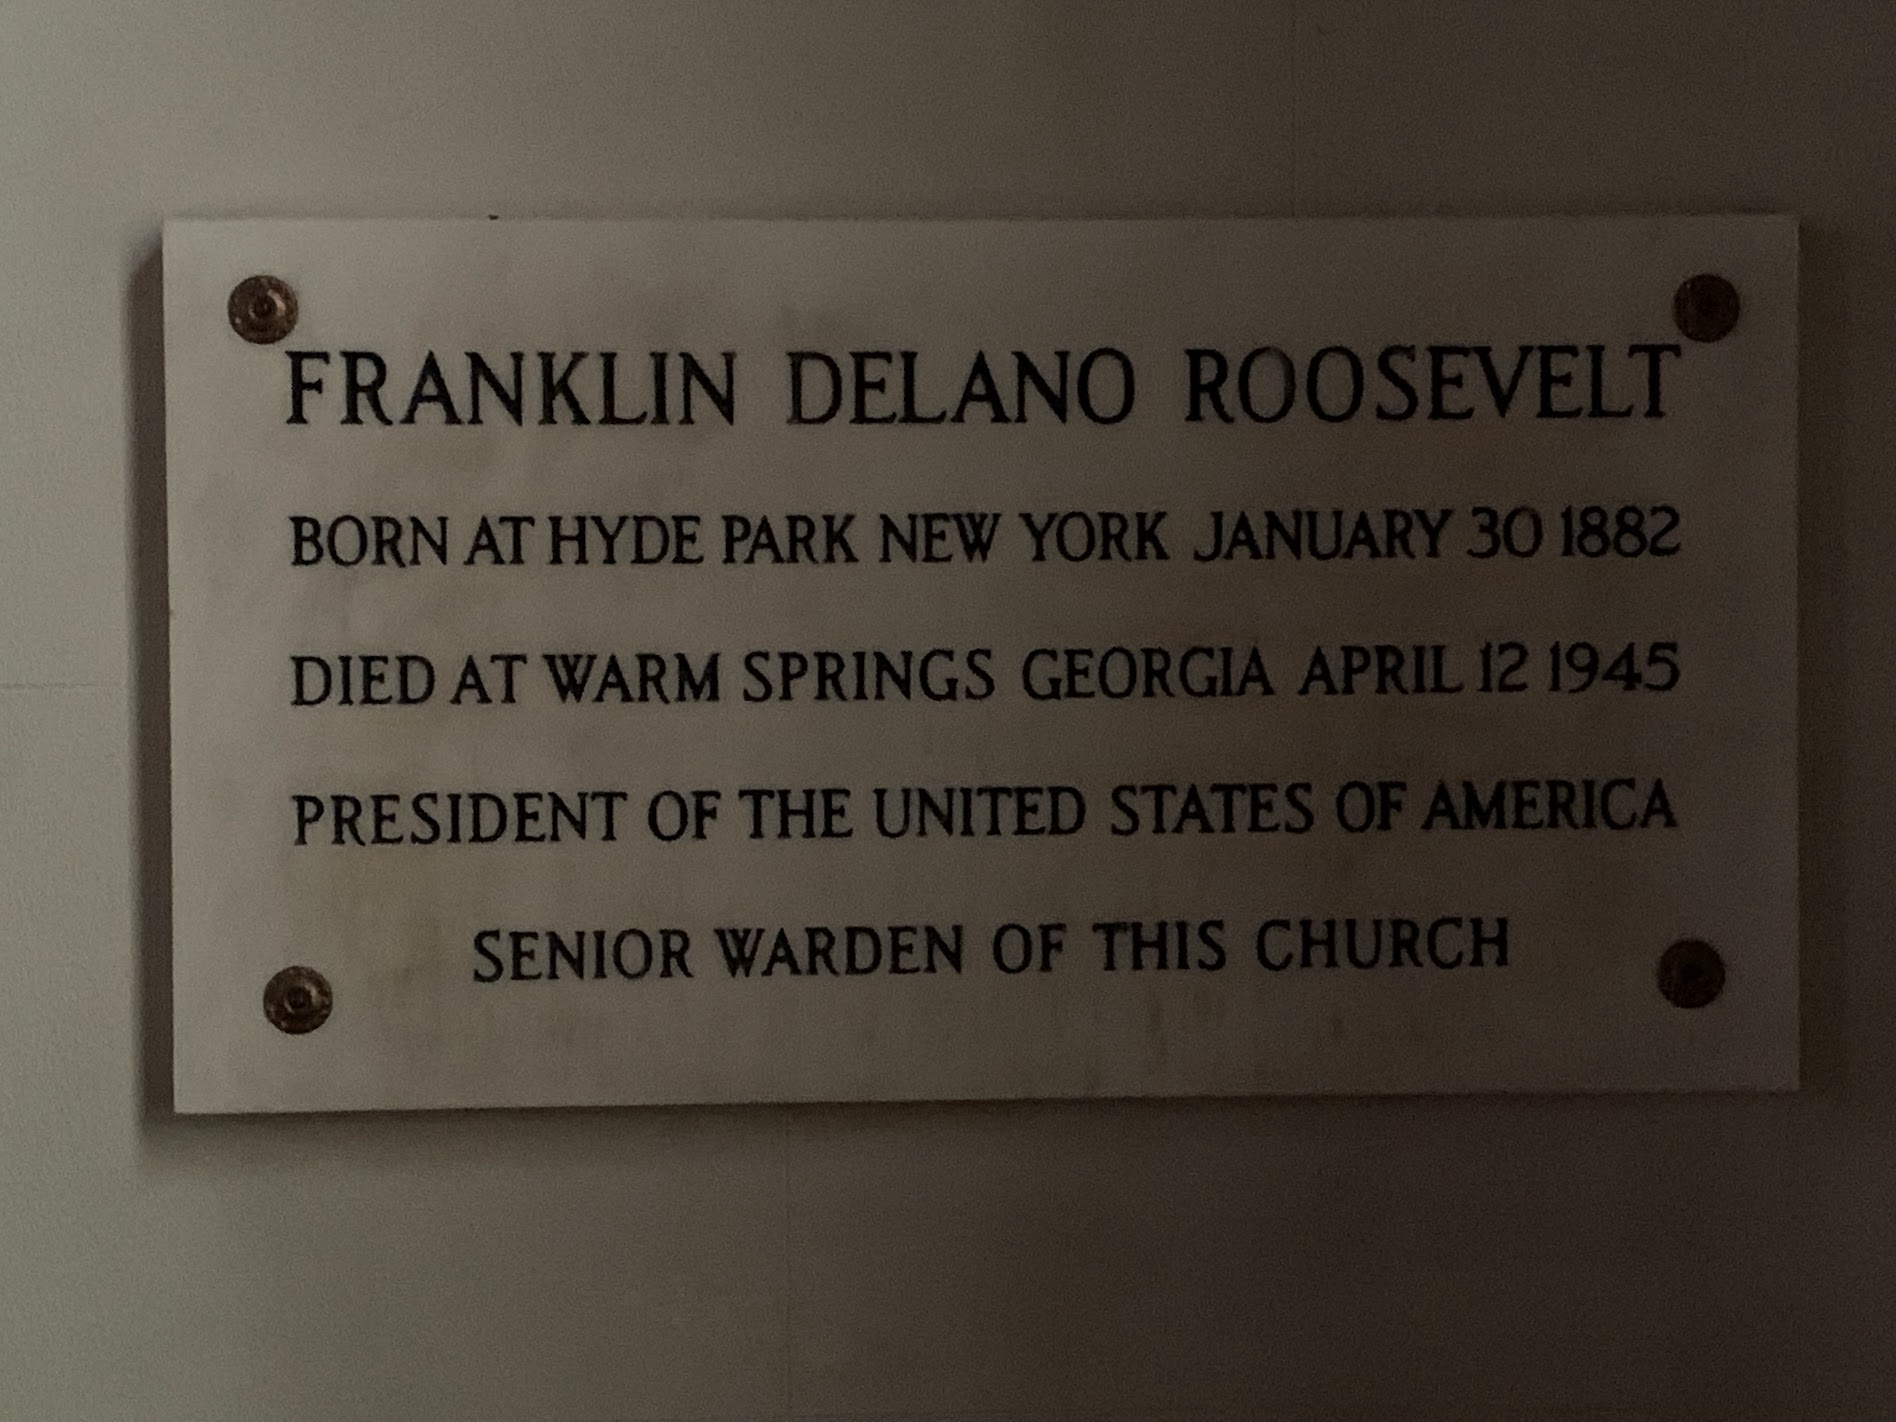 FRANKLIN DELANO ROOSEVELT
BORN AT HYDE PARK NEW YORK JANUARY 30 1882
DIED AT WARM SPRINGS GEORGIA APRIL 12 1945
PRESIDENT OF THE UNITED STATES OF AMERICA
SENIOR WARDEN OF THIS CHURCH